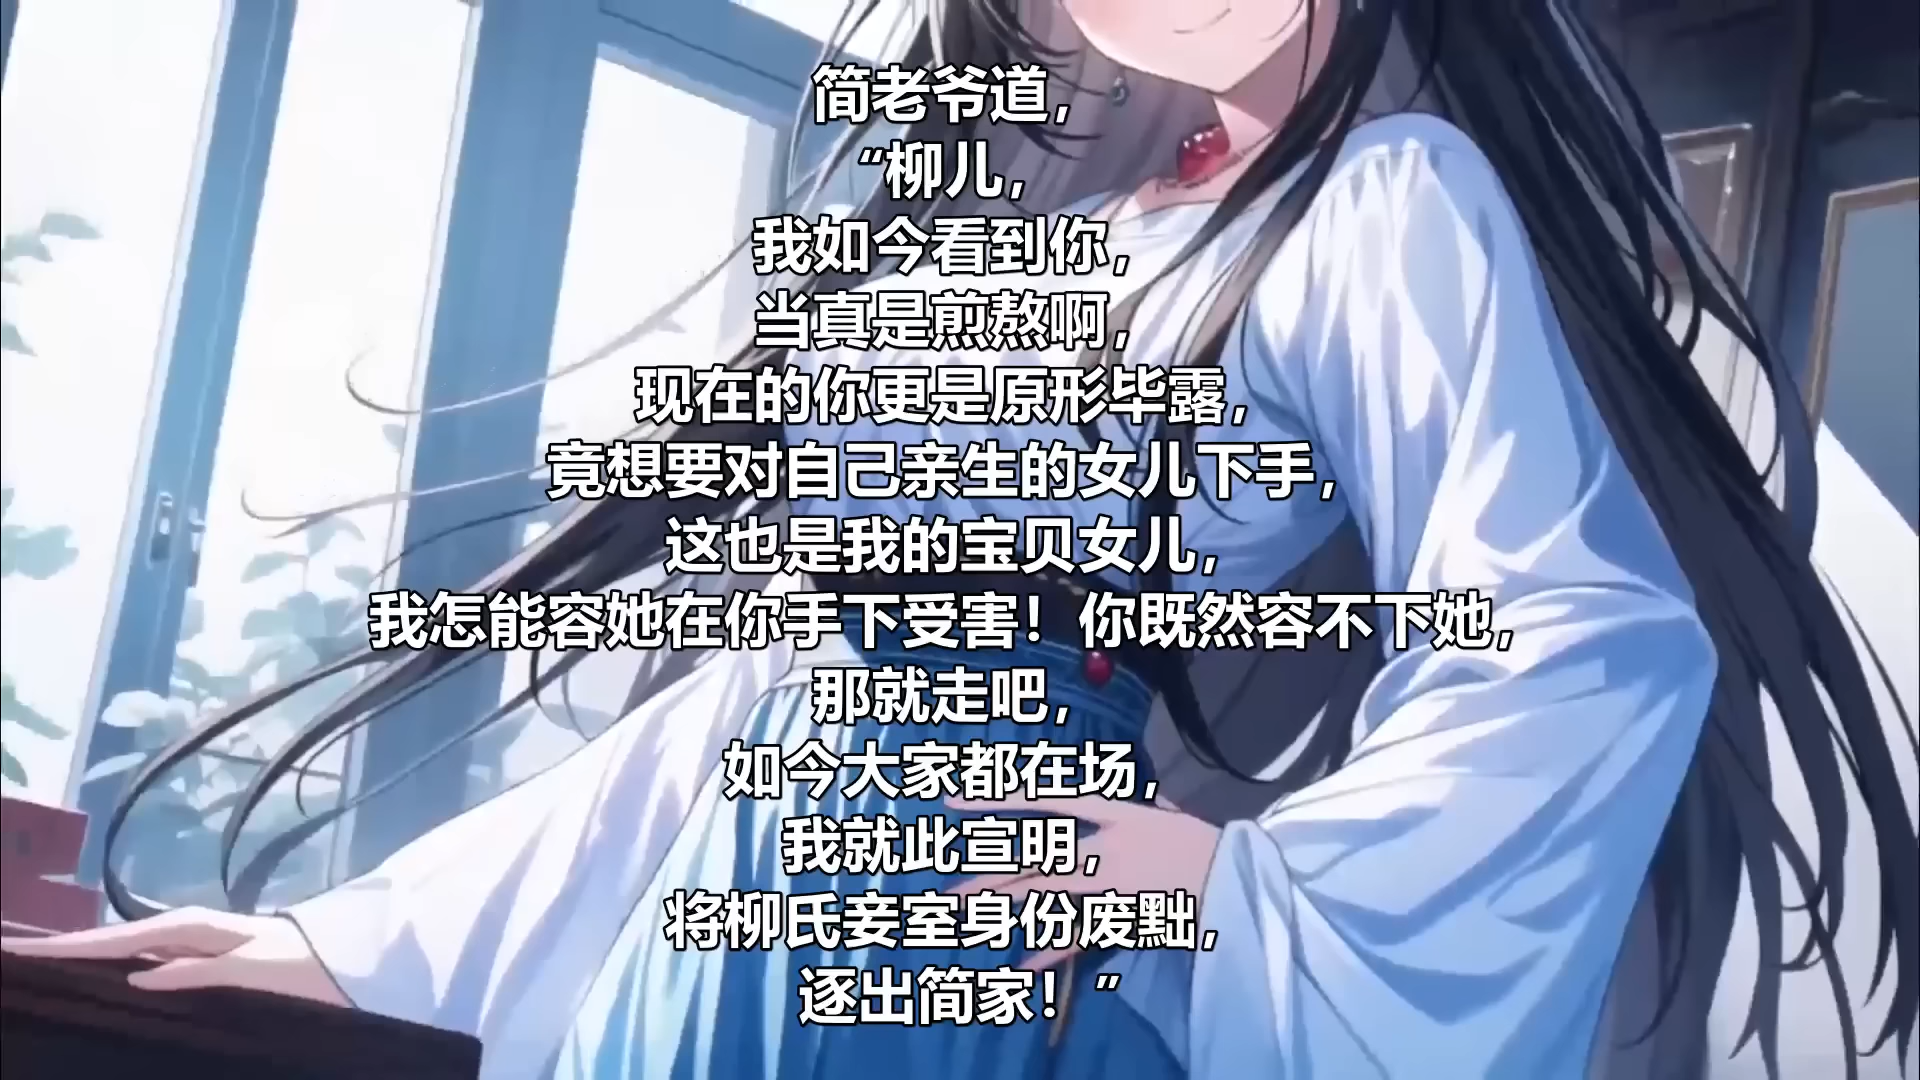 简老爷道，
“柳儿，
我如今看到你，
当真是煎熬啊，
现在的你更是原形毕露，
竟想要对自己亲生的女儿下手，
这也是我的宝贝女儿，
我怎能容她在你手下受害！你既然容不下她，
那就走吧，
如今大家都在场，
我就此宣明，
将柳氏妾室身份废黜，
逐出简家！”